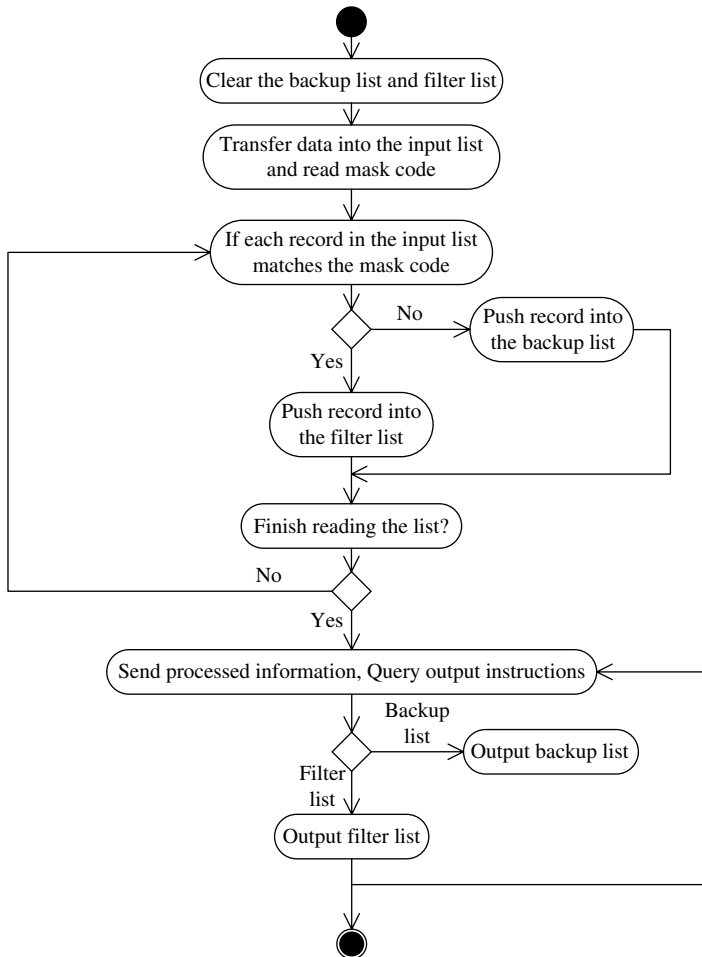 Clear the backup list and filter list
Transfer data into the input list
and read mask code
If each record in the input list
matches the mask code
No
Push record into
the backup list
Yes
Push record into
the filter list
Finish reading the list?
No
Yes
Send processed information, Query output instructions
Backup
list
Output backup list
Filter
list
Output filter list